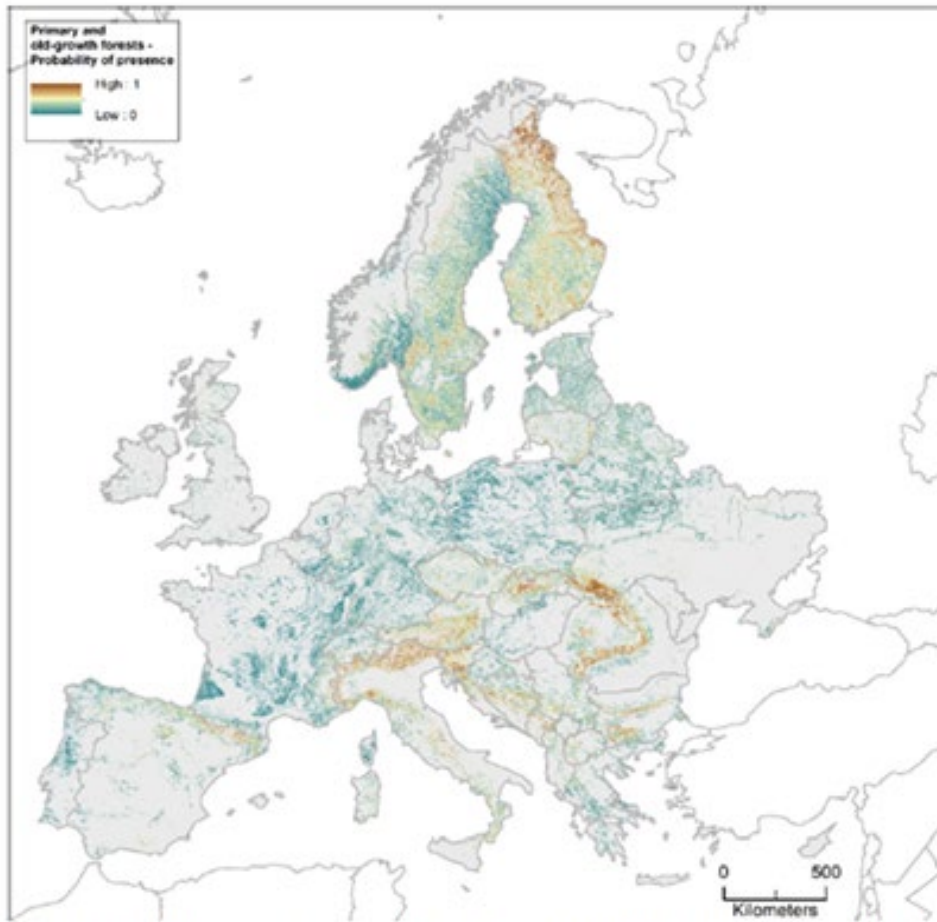 Primary and
old-growth forests -
Probability of presence
High : 1
Low : 0
0 500
Kilometers